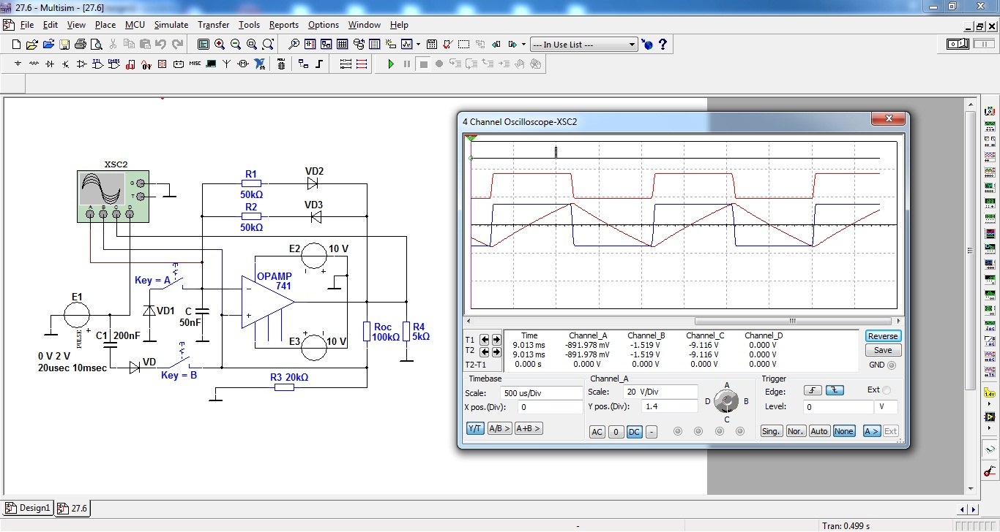 27.6 - Multisim - [27.6]
File Edit View Place MCU Simulate Transfer Tools Reports Options Window Help
--- In Use List ---
MISC
XSC2
G
T
A B C D
R1
50kΩ
VD2
R2
50kΩ
VD3
E2 10 V
Key = A
OPAMP
741
E1
VD1
C
50nF
PULSE
C1 200nF
E3 10 V
Roc
100kΩ
R4
5kΩ
0 V 2 V
20usec 10msec
VD
Key = B
R3 20kΩ
4 Channel Oscilloscope-XSC2
T1
T2
T2-T1
Time Channel_A Channel_B Channel_C Channel_D
9.013 ms -891.978 mV -1.519 V -9.116 V 0.000 V
9.013 ms -891.978 mV -1.519 V -9.116 V 0.000 V
0.000 s 0.000 V 0.000 V 0.000 V 0.000 V
Reverse
Save
GND
Timebase
Scale: 500 us/Div
X pos.(Div): 0
Y/T A/B > A+B >
Channel_A
Scale: 20 V/Div
Y pos.(Div): 1.4
AC 0 DC -
A
D B
C
Trigger
Edge: Ext
Level: 0 V
Sing. Nor. Auto None A > Ext
Design1 27.6
- Tran: 0.499 s